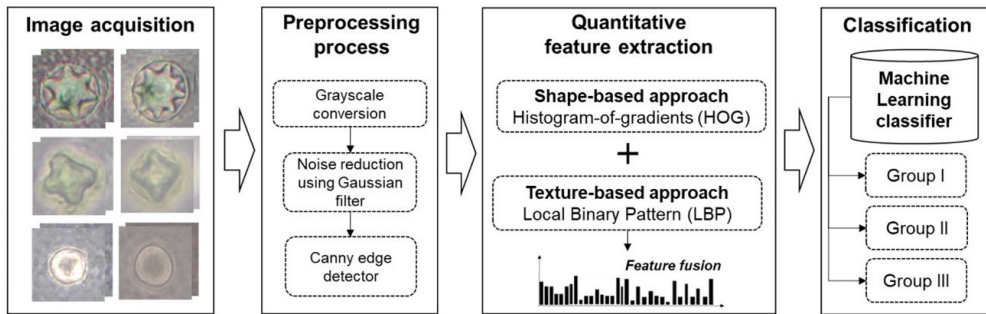 Image acquisition
Preprocessing
process
Grayscale
conversion
Noise reduction
using Gaussian
filter
Canny edge
detector
Quantitative
feature extraction
Shape-based approach
Histogram-of-gradients (HOG)
+
Texture-based approach
Local Binary Pattern (LBP)
Feature fusion
Classification
Machine
Learning
classifier
Group I
Group II
Group III